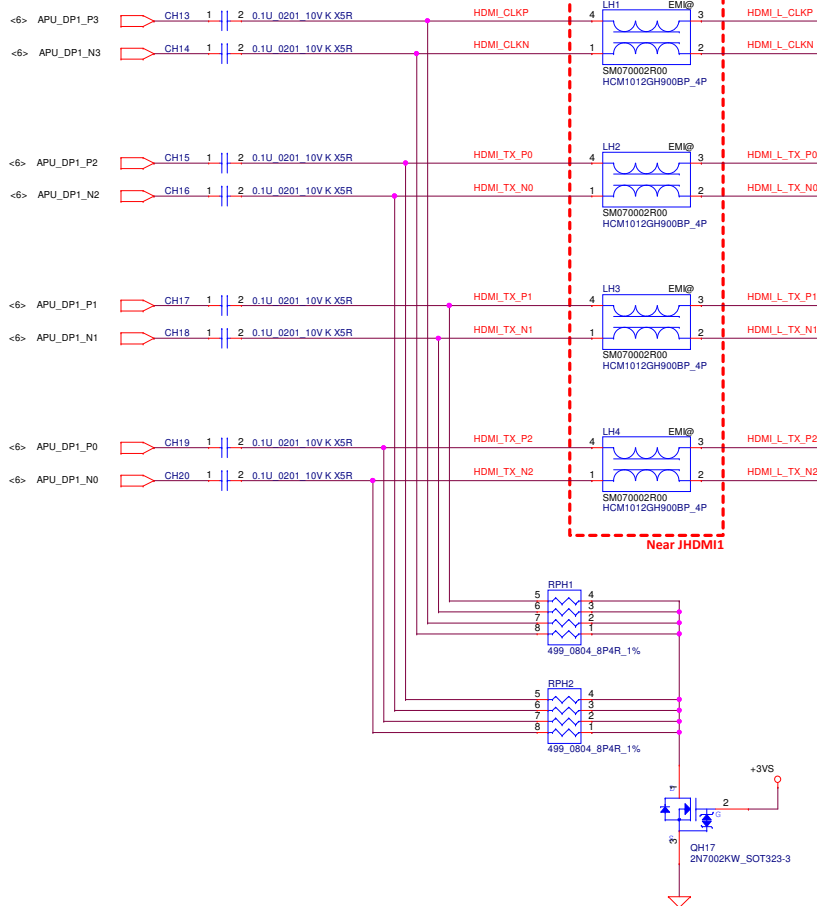 LH1 EMI@
<6> APU_DP1_P3 CH13 1 2 0.1U_0201_10V K X5R HDMI_CLKP 4 3 HDMI_L_CLKP
<6> APU_DP1_N3 CH14 1 2 0.1U_0201_10V K X5R HDMI_CLKN 1 2 HDMI_L_CLKN
SM070002R00
HCM1012GH900BP_4P
LH2 EMI@
<6> APU_DP1_P2 CH15 1 2 0.1U_0201_10V K X5R HDMI_TX_P0 4 3 HDMI_L_TX_P0
<6> APU_DP1_N2 CH16 1 2 0.1U_0201_10V K X5R HDMI_TX_N0 1 2 HDMI_L_TX_N0
SM070002R00
HCM1012GH900BP_4P
LH3 EMI@
<6> APU_DP1_P1 CH17 1 2 0.1U_0201_10V K X5R HDMI_TX_P1 4 3 HDMI_L_TX_P1
<6> APU_DP1_N1 CH18 1 2 0.1U_0201_10V K X5R HDMI_TX_N1 1 2 HDMI_L_TX_N1
SM070002R00
HCM1012GH900BP_4P
LH4 EMI@
<6> APU_DP1_P0 CH19 1 2 0.1U_0201_10V K X5R HDMI_TX_P2 4 3 HDMI_L_TX_P2
<6> APU_DP1_N0 CH20 1 2 0.1U_0201_10V K X5R HDMI_TX_N2 1 2 HDMI_L_TX_N2
SM070002R00
HCM1012GH900BP_4P
Near JHDMI1
RPH1
5 4
6 3
7 2
8 1
499_0804_8P4R_1%
RPH2
5 4
6 3
7 2
8 1
499_0804_8P4R_1%
+3VS
1 D
2
G
3 S
QH17
2N7002KW_SOT323-3